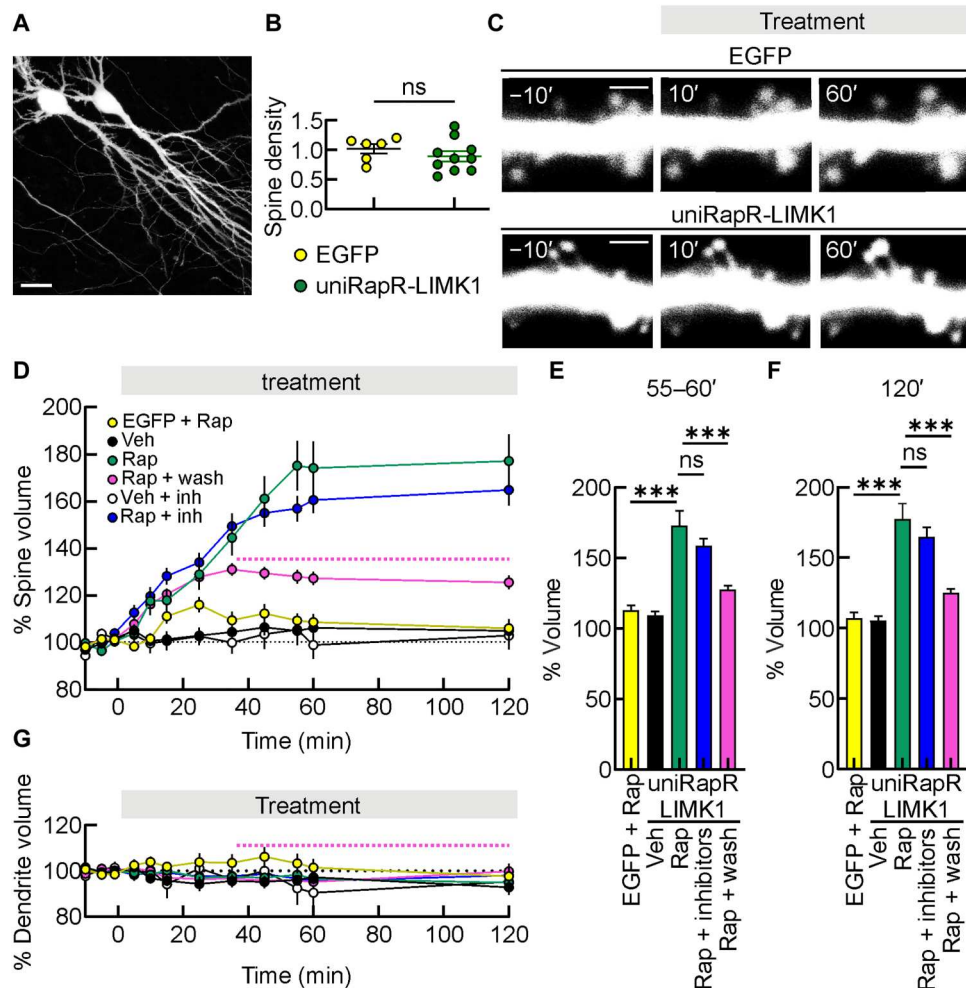 A
B
ns
Spine density
1.5
1.0
0.5
0.0
EGFP
uniRapR-LIMK1
C
Treatment
EGFP
−10′
10′
60′
uniRapR-LIMK1
−10′
10′
60′
D
treatment
% Spine volume
200
180
160
140
120
100
80
EGFP + Rap
Veh
Rap
Rap + wash
Veh + inh
Rap + inh
0
20
40
60
80
100
120
Time (min)
E
55–60′
***
ns
***
% Volume
200
150
100
50
0
EGFP + Rap
Veh
Rap
Rap + inhibitors
Rap + wash
uniRapR
LIMK1
F
120′
***
ns
***
% Volume
200
150
100
50
0
EGFP + Rap
Veh
Rap
Rap + inhibitors
Rap + wash
uniRapR
LIMK1
G
Treatment
% Dendrite volume
120
100
80
0
20
40
60
80
100
120
Time (min)